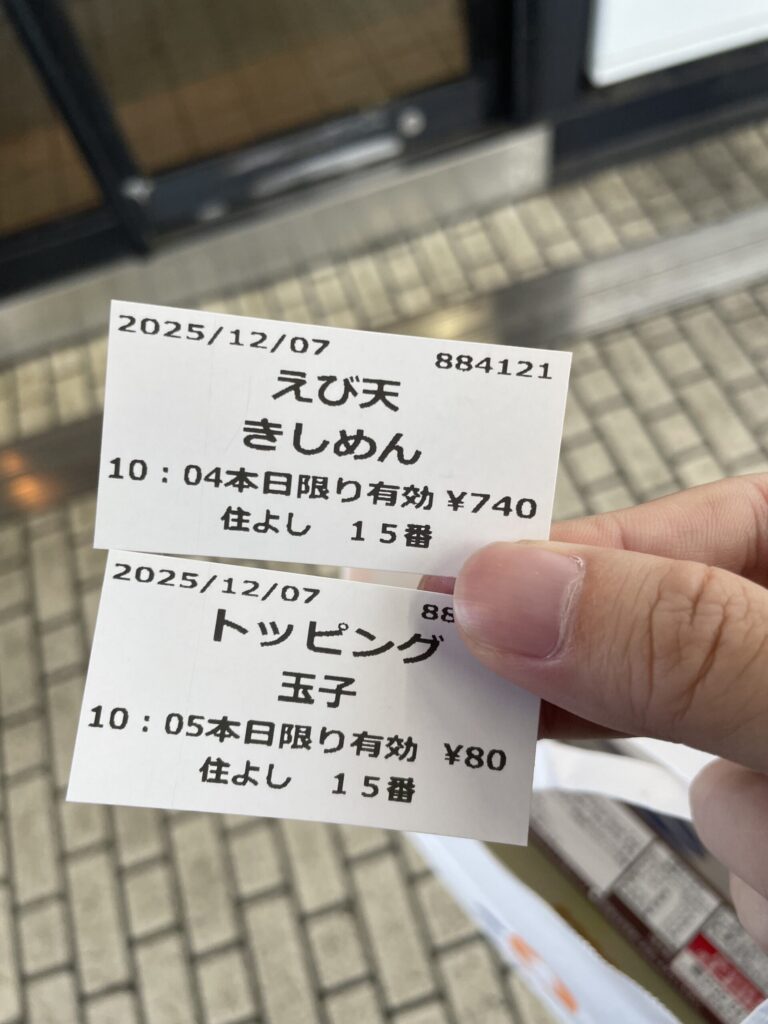 2025/12/07 884121
えび天
きしめん
10：04本日限り有効 ¥740
住よし　１５番
2025/12/07 88
トッピング
玉子
10：05本日限り有効 ¥80
住よし　１５番